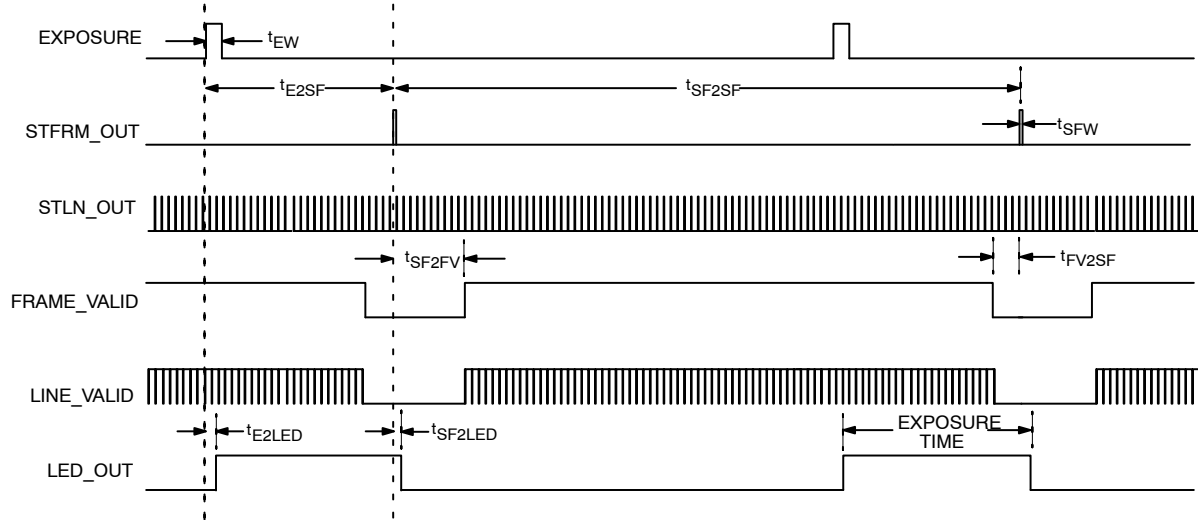 EXPOSURE
tEW
tE2SF
tSF2SF
STFRM_OUT
tSFW
STLN_OUT
tSF2FV
tFV2SF
FRAME_VALID
LINE_VALID
tE2LED
tSF2LED
EXPOSURE
TIME
LED_OUT